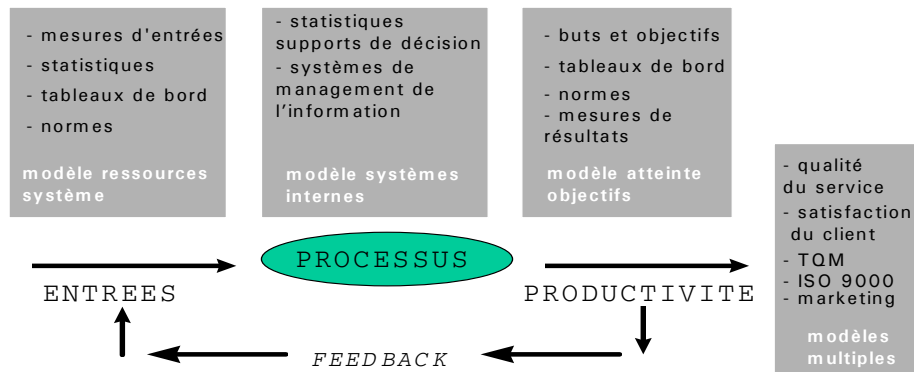 - mesures d'entrées
- statistiques
- tableaux de bord
- normes
modèle ressources
système
- statistiques
supports de décision
- systèmes de
management de
l'information
modèle systèmes
internes
- buts et objectifs
- tableaux de bord
- normes
- mesures de
résultats
modèle atteinte
objectifs
- qualité
du service
- satisfaction
du client
- TQM
- ISO 9000
- marketing
modèles
multiples
PROCESSUS
ENTREES
PRODUCTIVITE
FEEDBACK